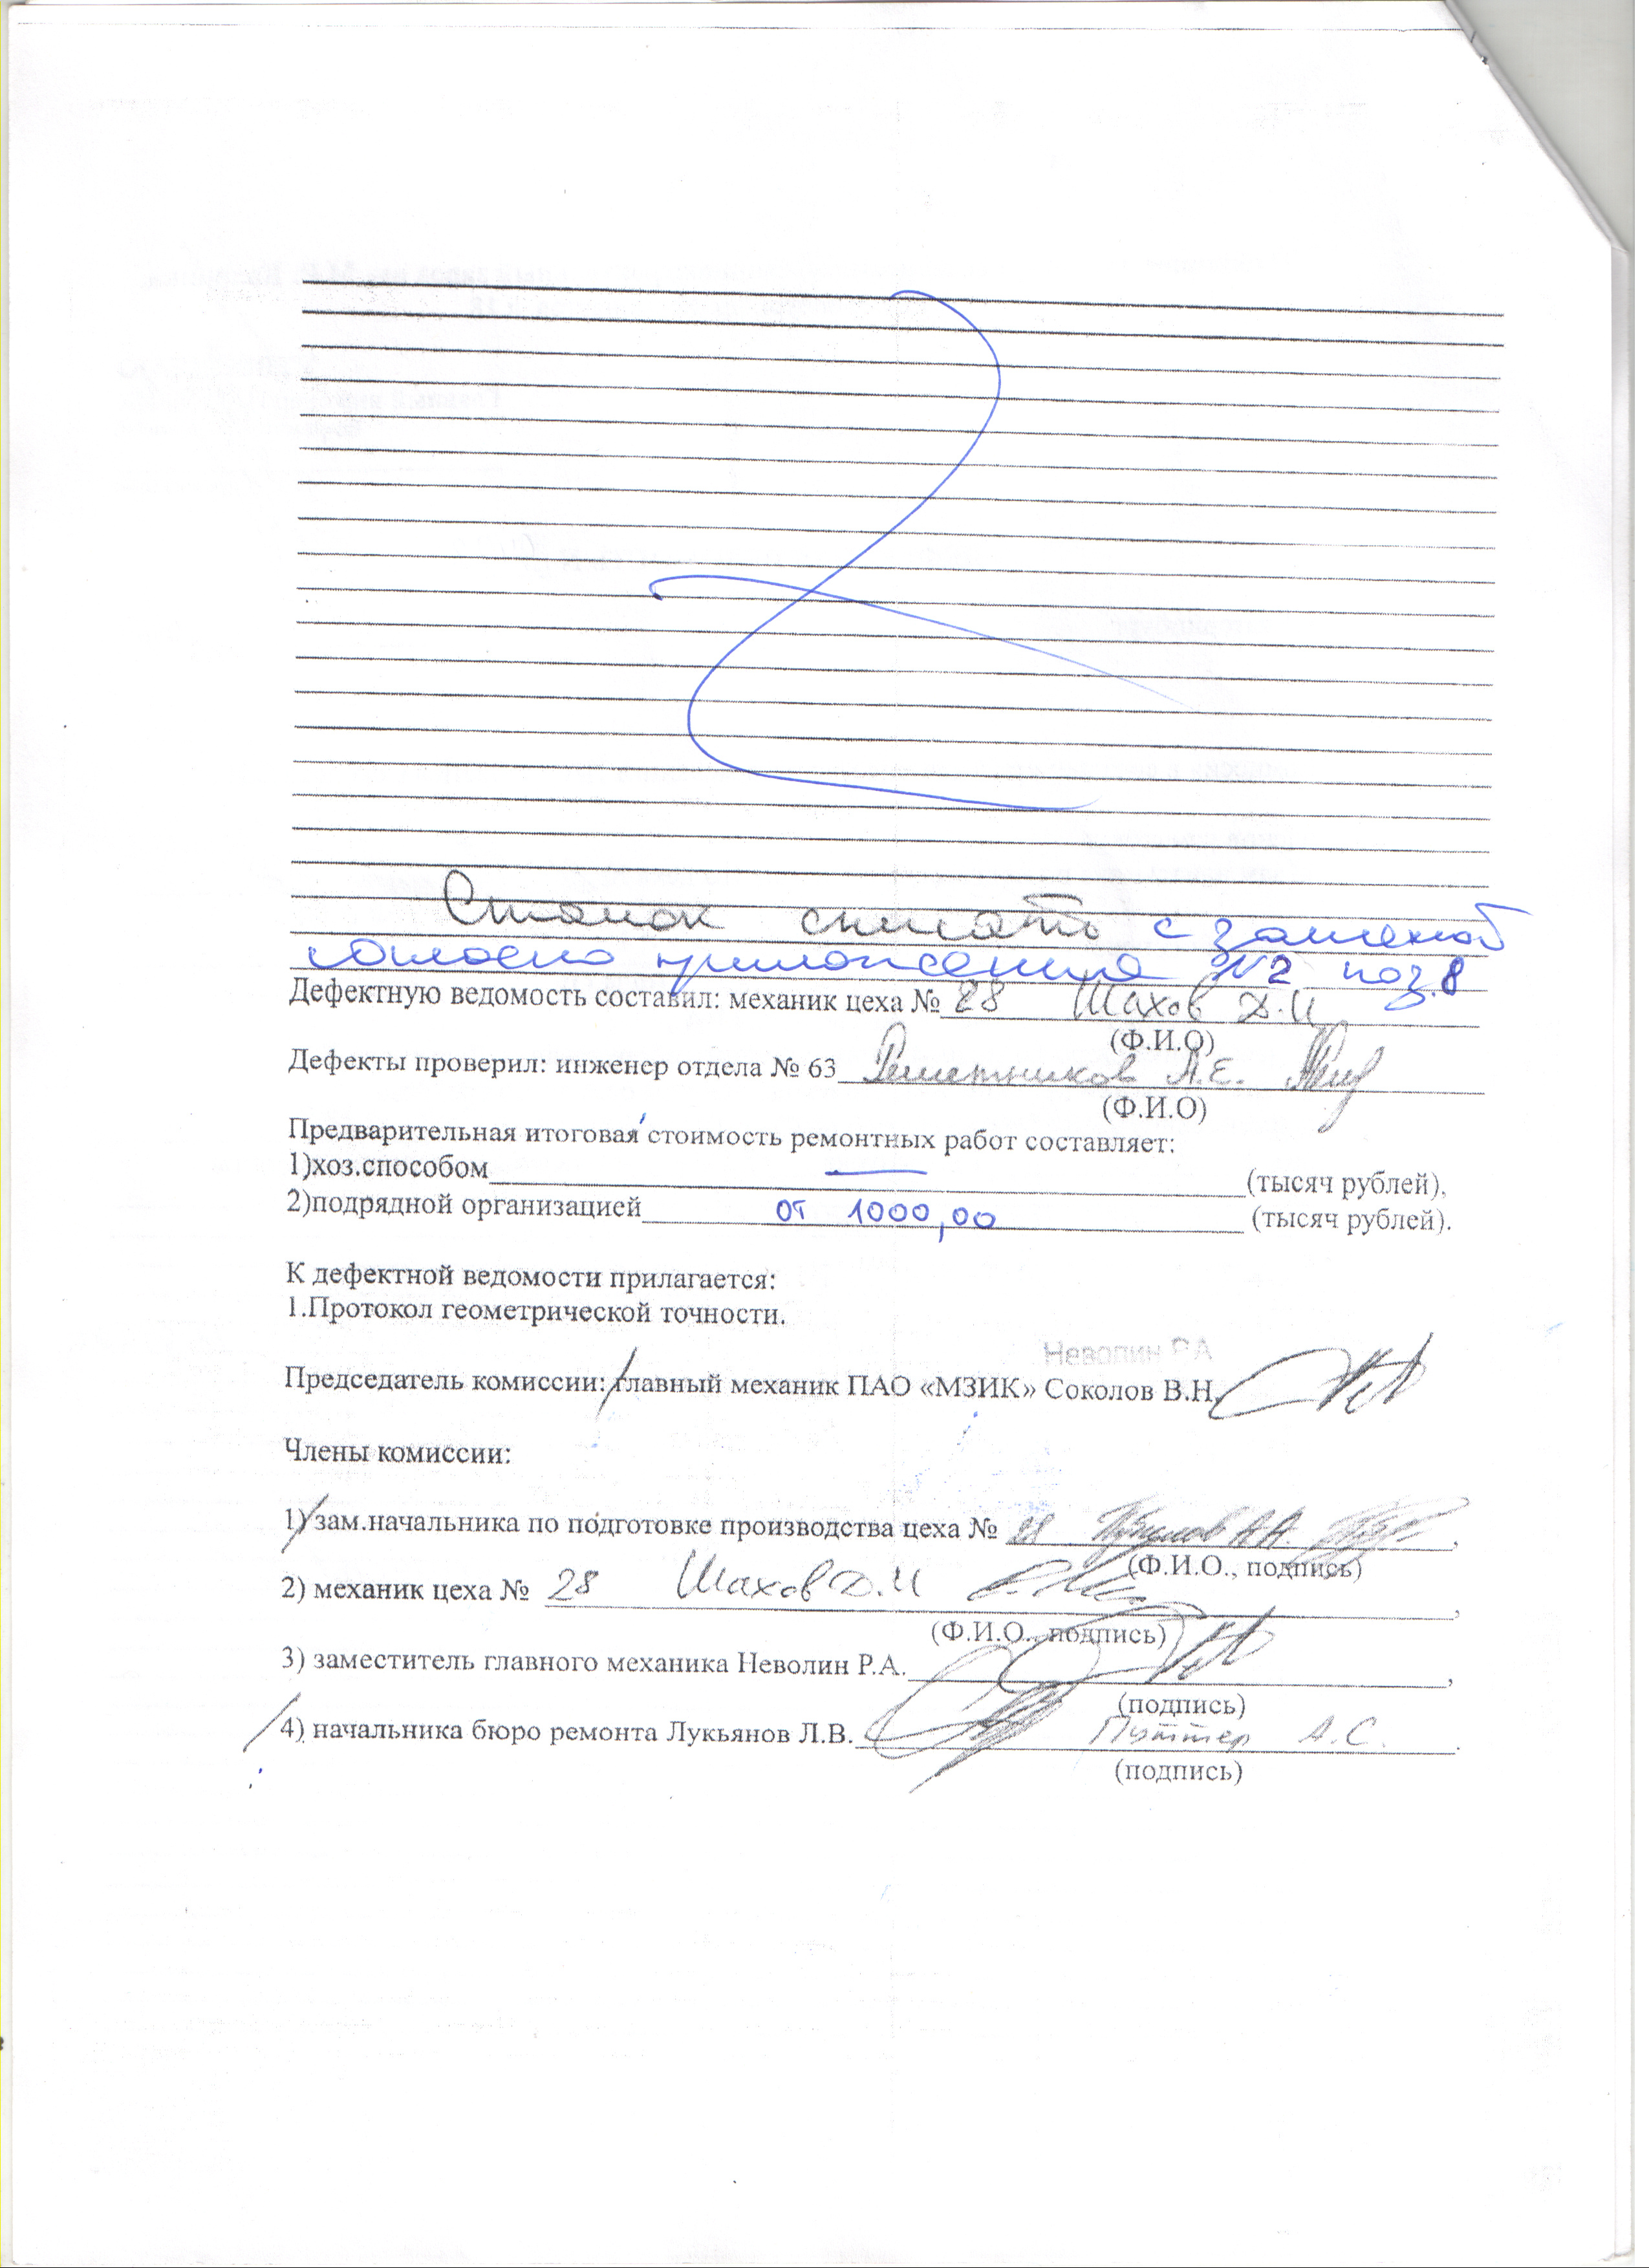 Станок списать с заменой
согласно приложения №2 поз.8
Дефектную ведомость составил: механик цеха № 28 Шахов Д.И
(Ф.И.О)
Дефекты проверил: инженер отдела № 63 Решетников А.Е.
(Ф.И.О)
Предварительная итоговая стоимость ремонтных работ составляет:
1)хоз.способом — (тысяч рублей),
2)подрядной организацией от 1000,00 (тысяч рублей).
К дефектной ведомости прилагается:
1.Протокол геометрической точности.
Неволин Р.А
Председатель комиссии: главный механик ПАО «МЗИК» Соколов В.Н.
Члены комиссии:
1) зам.начальника по подготовке производства цеха № 28 А.А.
(Ф.И.О., подпись)
2) механик цеха № 28 Шахов Д.И
(Ф.И.О., подпись)
3) заместитель главного механика Неволин Р.А.
(подпись)
4) начальника бюро ремонта Лукьянов Л.В. Путтер А.С.
(подпись)